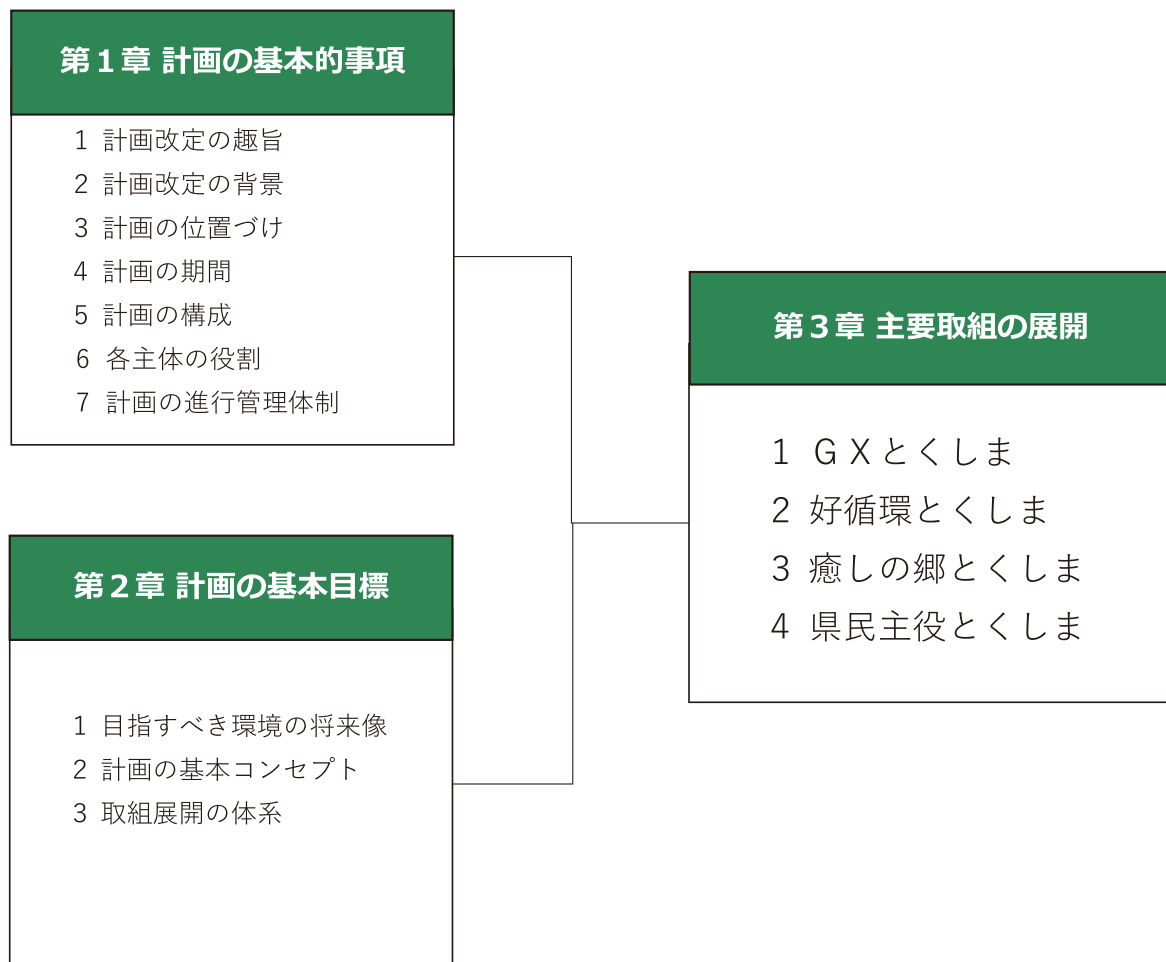 第１章 計画の基本的事項
1 計画改定の趣旨
2 計画改定の背景
3 計画の位置づけ
4 計画の期間
5 計画の構成
6 各主体の役割
7 計画の進行管理体制
第２章 計画の基本目標
1 目指すべき環境の将来像
2 計画の基本コンセプト
3 取組展開の体系
第３章 主要取組の展開
1 ＧＸとくしま
2 好循環とくしま
3 癒しの郷とくしま
4 県民主役とくしま